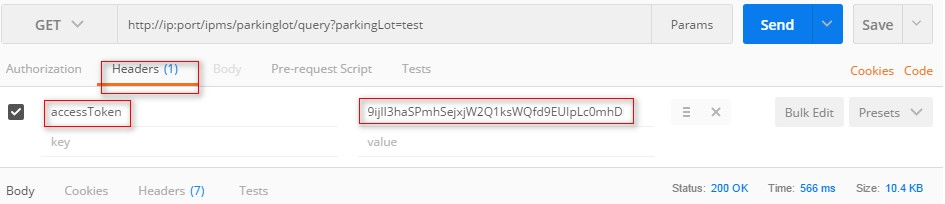 GET http://ip:port/ipms/parkinglot/query?parkingLot=test Params Send Save
Authorization Headers (1) Body Pre-request Script Tests Cookies Code
accessToken 9ijlI3haSPmhSejxjW2Q1ksWQfd9EUIpLc0mhD Bulk Edit Presets
key value
Body Cookies Headers (7) Tests Status: 200 OK Time: 566 ms Size: 10.4 KB